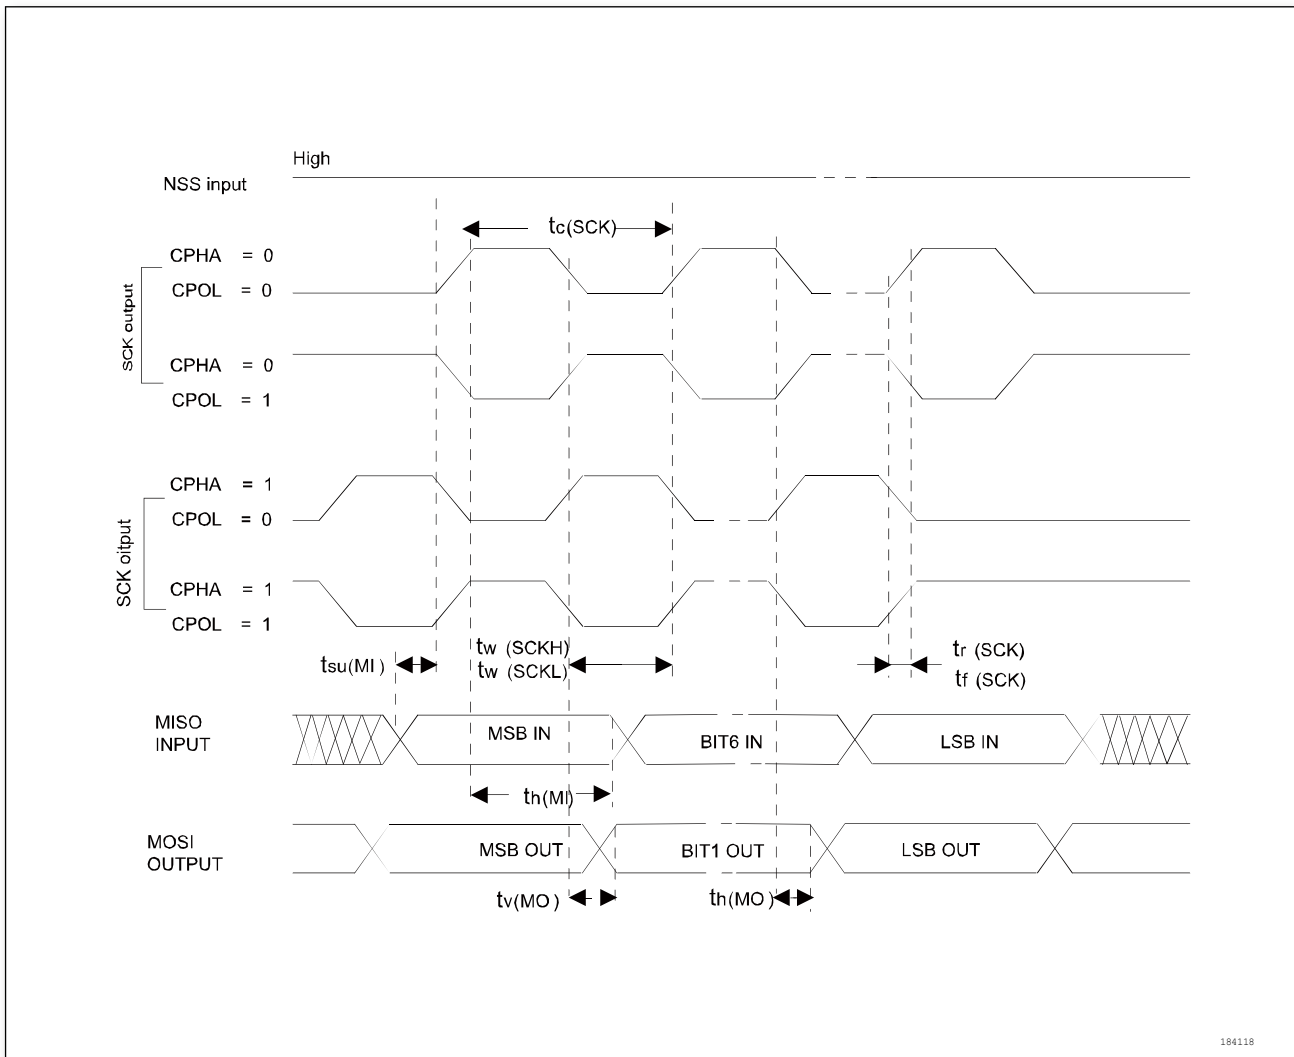 High
NSS input
tc(SCK)
CPHA = 0
CPOL = 0
SCK output
CPHA = 0
CPOL = 1
CPHA = 1
CPOL = 0
SCK oitput
CPHA = 1
CPOL = 1
tsu(MI)
tw (SCKH)
tw (SCKL)
tr (SCK)
tf (SCK)
MISO
INPUT
MSB IN
BIT6 IN
LSB IN
th(MI)
MOSI
OUTPUT
MSB OUT
BIT1 OUT
LSB OUT
tv(MO)
th(MO)
184118